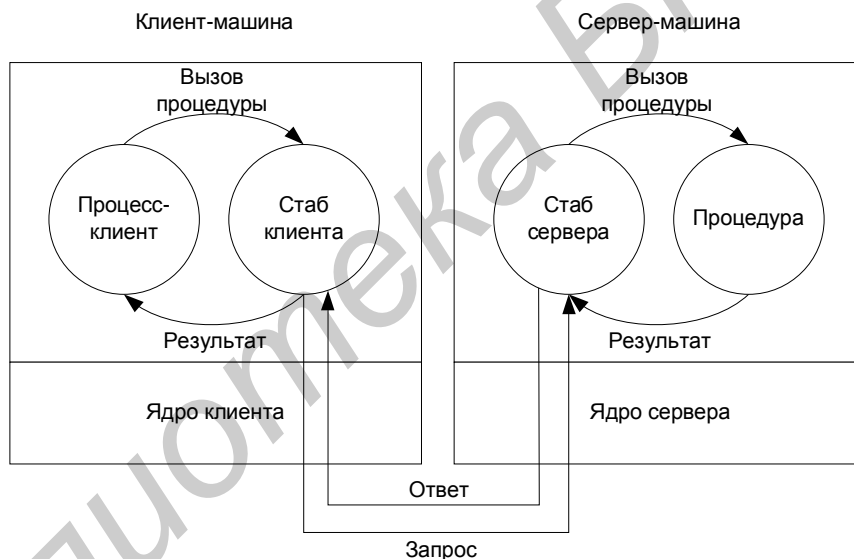 Клиент-машина
Сервер-машина
Вызов
процедуры
Вызов
процедуры
Процесс-
клиент
Стаб
клиента
Стаб
сервера
Процедура
Результат
Результат
Ядро клиента
Ядро сервера
Ответ
Запрос